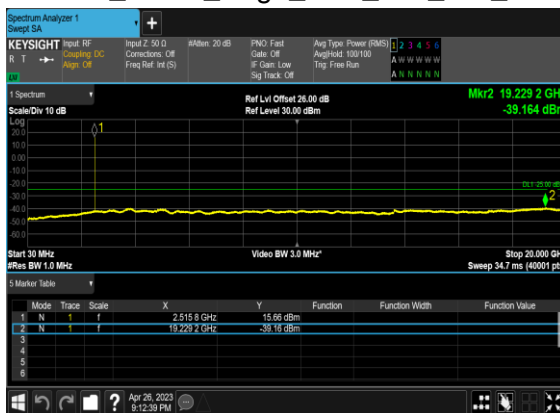 Spectrum Analyzer 1
Swept SA
+
KEYSIGHT
R T
LU
Input: RF
Coupling: DC
Align: Off
Input Z: 50 Ω
Corrections: Off
Freq Ref: Int (S)
#Atten: 20 dB
PNO: Fast
Gate: Off
IF Gain: Low
Sig Track: Off
Avg Type: Power (RMS)
Avg|Hold: 100/100
Trig: Free Run
1 2 3 4 5 6
A W W W W W
A N N N N N
1 Spectrum
Scale/Div 10 dB
Ref Lvl Offset 26.00 dB
Ref Level 30.00 dBm
Mkr2 19.229 2 GH
-39.164 dBr
Log
20.0
10.0
0.00
-10.0
-20.0
-30.0
-40.0
-50.0
-60.0
1
DL1 -25.00 dB
2
Start 30 MHz
#Res BW 1.0 MHz
Video BW 3.0 MHz*
Stop 20.000 GH
Sweep 34.7 ms (40001 pt
5 Marker Table
Mode Trace Scale X Y Function Function Width Function Value
1 N 1 f 2.515 8 GHz 15.66 dBm
2 N 1 f 19.229 2 GHz -39.16 dBm
3
4
5
6
?
Apr 26, 2023
9:12:39 PM